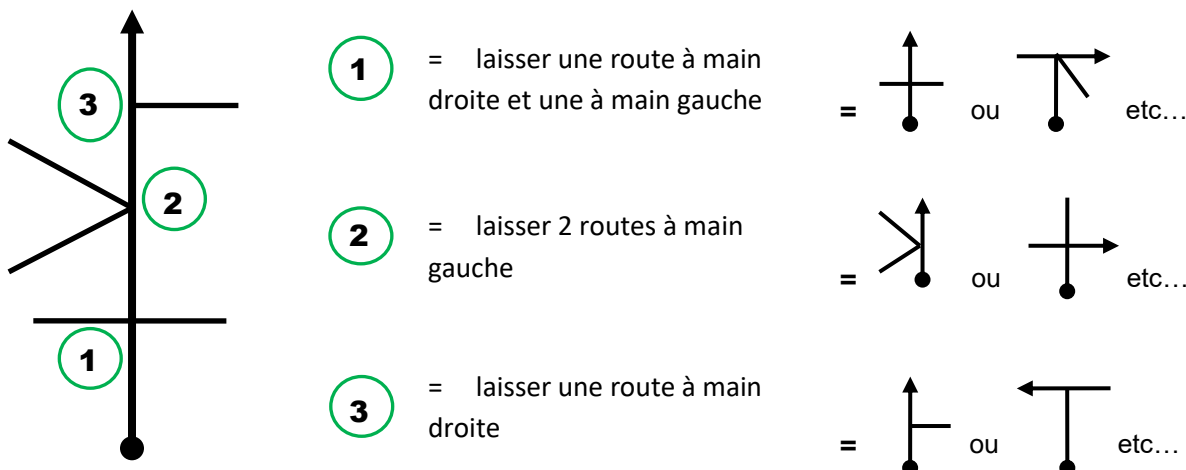 3
2
1
1 = laisser une route à main
droite et une à main gauche
= ou etc…
2 = laisser 2 routes à main
gauche
= ou etc…
3 = laisser une route à main
droite
= ou etc…